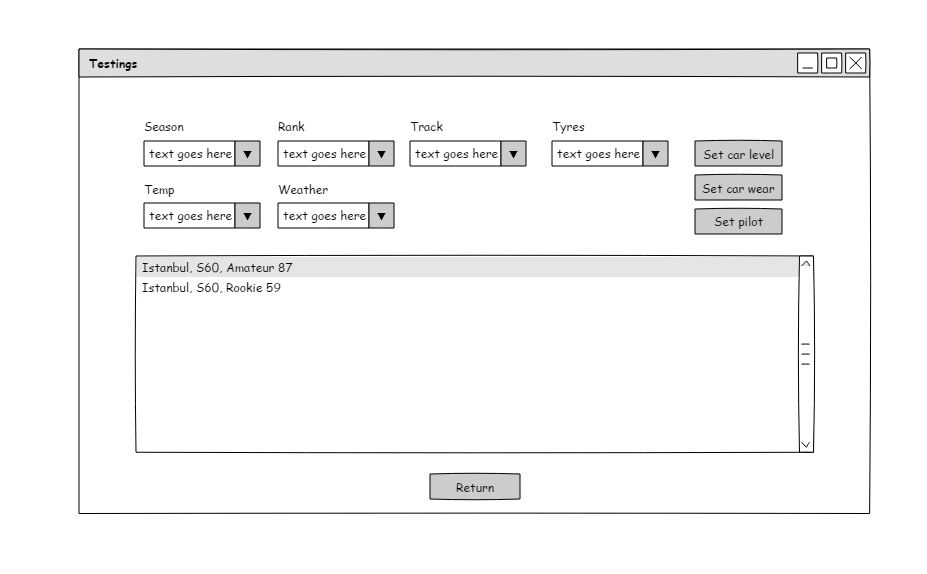 Testings
Season Rank Track Tyres
text goes here text goes here text goes here text goes here Set car level
Set car wear
Temp Weather
text goes here text goes here Set pilot
Istanbul, S60, Amateur 87
Istanbul, S60, Rookie 59
Return